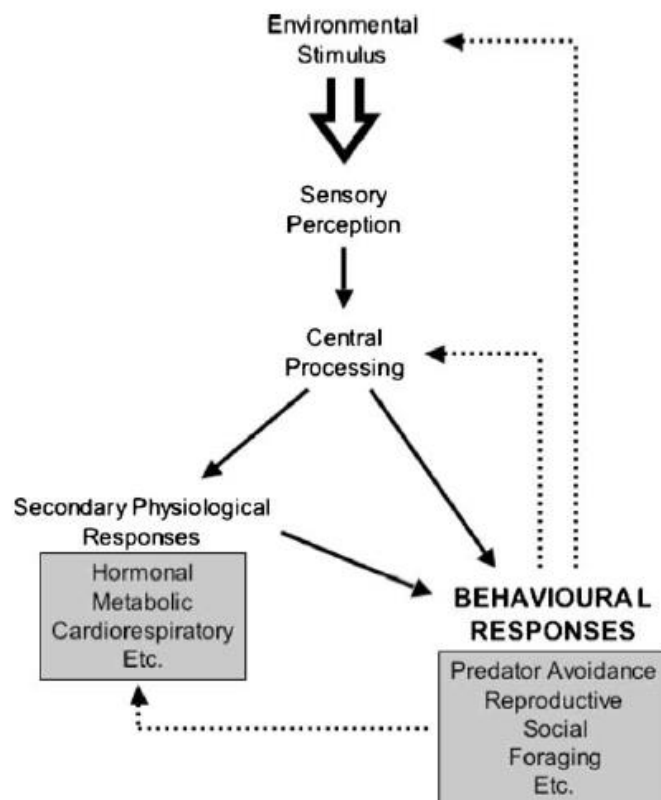 Environmental
Stimulus
Sensory
Perception
Central
Processing
Secondary Physiological
Responses
Hormonal
Metabolic
Cardiorespiratory
Etc.
BEHAVIOURAL
RESPONSES
Predator Avoidance
Reproductive
Social
Foraging
Etc.